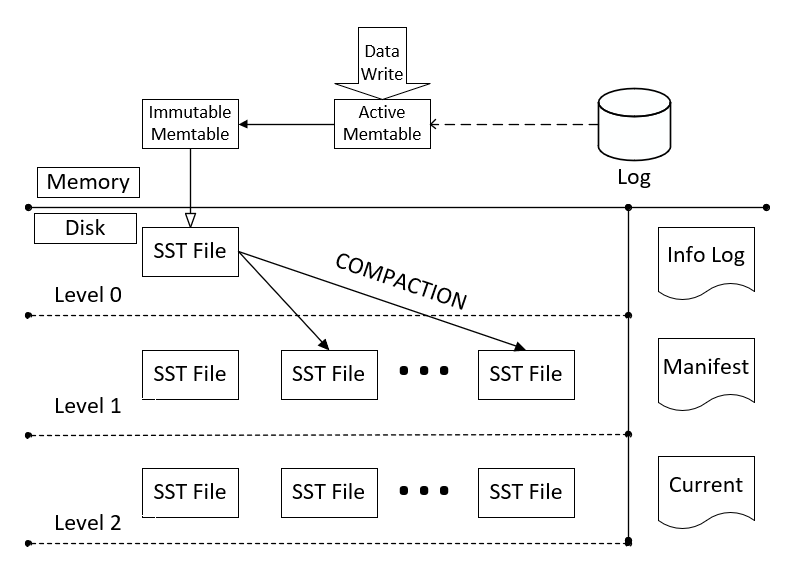 Data
Write
Immutable
Memtable
Active
Memtable
Log
Memory
Disk
SST File
Info Log
COMPACTION
Level 0
SST File
SST File
SST File
Manifest
Level 1
SST File
SST File
SST File
Current
Level 2